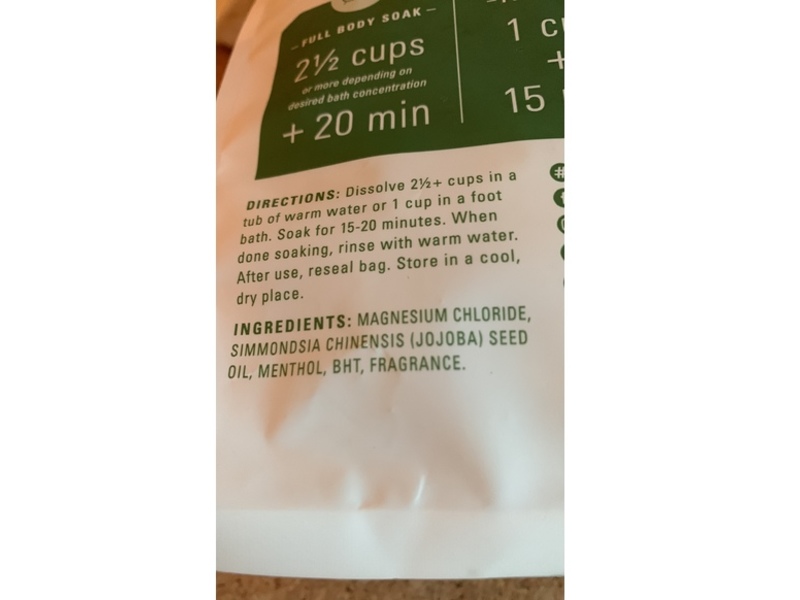 – FULL BODY SOAK –
2½ cups
or more depending on
desired bath concentration
+ 20 min
1
+
15
DIRECTIONS: Dissolve 2½+ cups in a
tub of warm water or 1 cup in a foot
bath. Soak for 15-20 minutes. When
done soaking, rinse with warm water.
After use, reseal bag. Store in a cool,
dry place.
#
INGREDIENTS: MAGNESIUM CHLORIDE,
SIMMONDSIA CHINENSIS (JOJOBA) SEED
OIL, MENTHOL, BHT, FRAGRANCE.